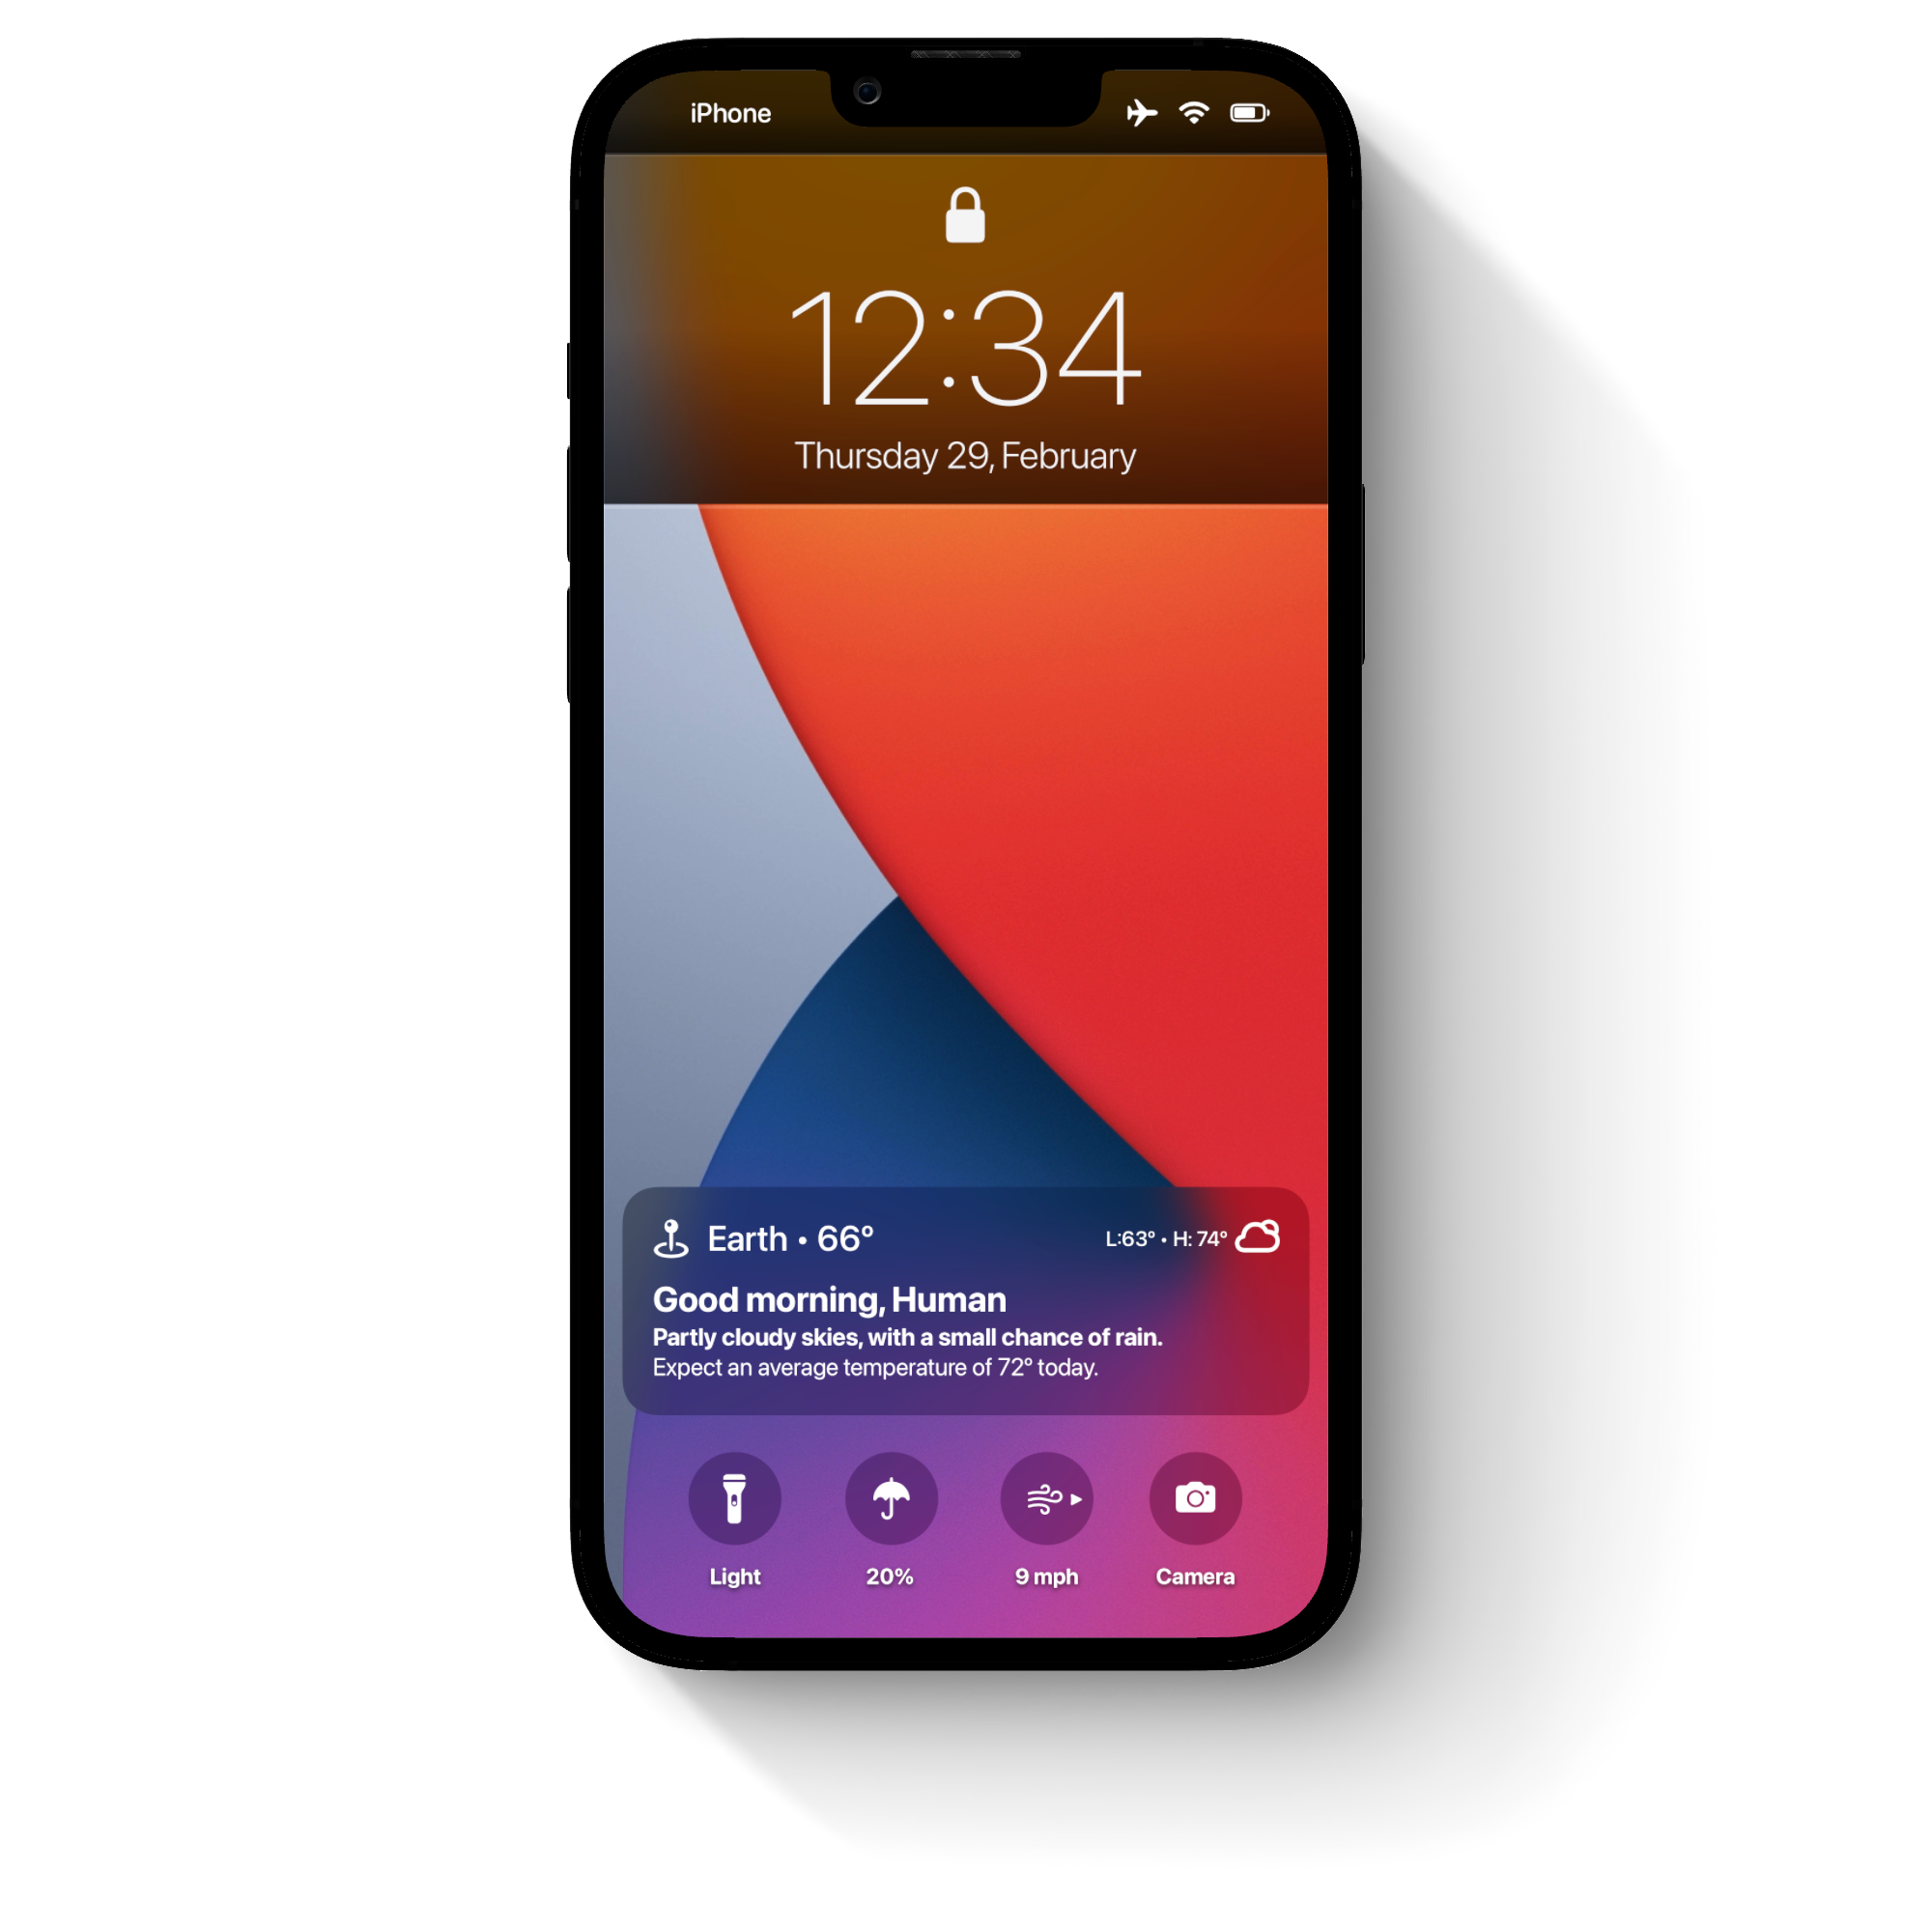 iPhone
12:34
Thursday 29, February
Earth • 66°
L:63° • H: 74°
Good morning, Human
Partly cloudy skies, with a small chance of rain.
Expect an average temperature of 72° today.
Light
20%
9 mph
Camera